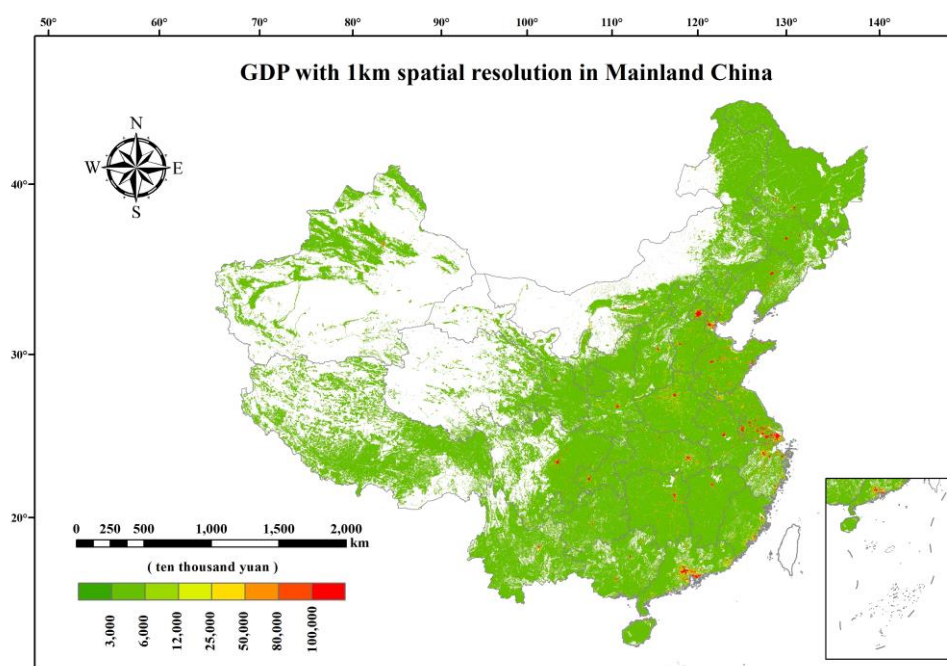 50° 60° 70° 80° 90° 100° 110° 120° 130° 140°
GDP with 1km spatial resolution in Mainland China
N
W E
S
40°
30°
20°
0 250 500 1,000 1,500 2,000
km
( ten thousand yuan )
3,000 6,000 12,000 25,000 50,000 80,000 100,000